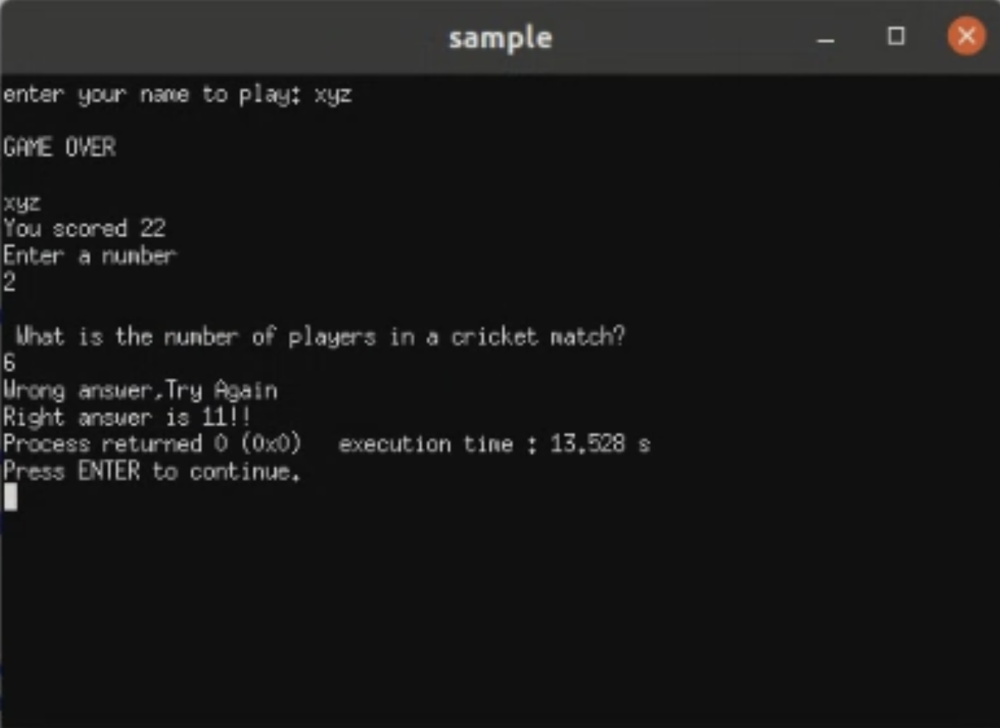 sample
enter your name to play: xyz
GAME OVER
xyz
You scored 22
Enter a number
2
What is the number of players in a cricket match?
6
Wrong answer,Try Again
Right answer is 11!!
Process returned 0 (0x0)   execution time : 13.528 s
Press ENTER to continue.